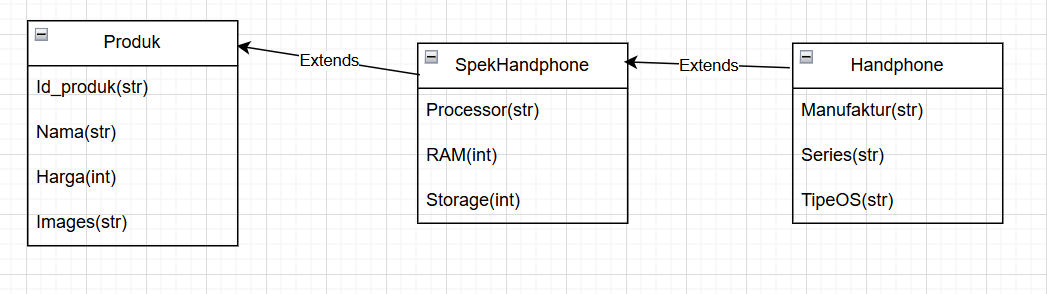 Produk
Id_produk(str)
Nama(str)
Harga(int)
Images(str)
Extends
SpekHandphone
Processor(str)
RAM(int)
Storage(int)
Extends
Handphone
Manufaktur(str)
Series(str)
TipeOS(str)